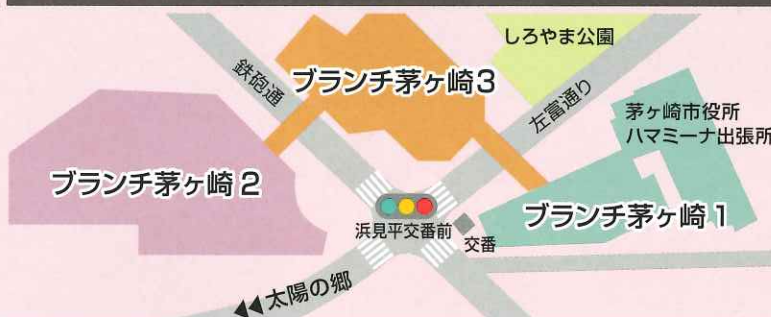 しろやま公園
鉄砲通
ブランチ茅ヶ崎3
左富通り
茅ヶ崎市役所
ハマミーナ出張所
ブランチ茅ヶ崎2
ブランチ茅ヶ崎1
浜見平交番前
交番
◀◀太陽の郷